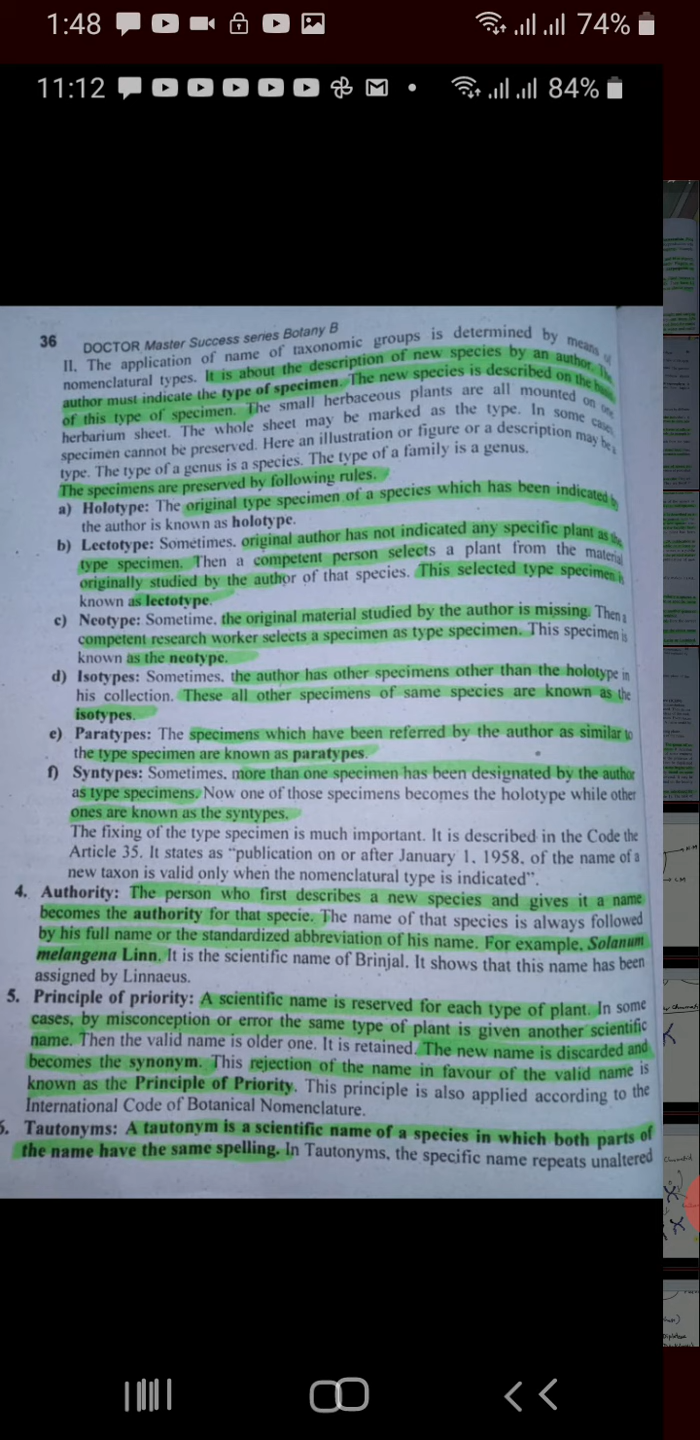 1:48 74%
11:12 84%
36 DOCTOR Master Success series Botany B
II. The application of name of taxonomic groups is determined by means of
nomenclatural types. It is about the description of new species by an author. The
author must indicate the type of specimen. The new species is described on the basis
of this type of specimen. The small herbaceous plants are all mounted on one
herbarium sheet. The whole sheet may be marked as the type. In some cases
specimen cannot be preserved. Here an illustration or figure or a description may be a
type. The type of a genus is a species. The type of a family is a genus.
The specimens are preserved by following rules.
a) Holotype: The original type specimen of a species which has been indicated by
the author is known as holotype.
b) Lectotype: Sometimes, original author has not indicated any specific plant as the
type specimen. Then a competent person selects a plant from the material
originally studied by the author of that species. This selected type specimen is
known as lectotype.
c) Neotype: Sometime, the original material studied by the author is missing. Then a
competent research worker selects a specimen as type specimen. This specimen is
known as the neotype.
d) Isotypes: Sometimes, the author has other specimens other than the holotype in
his collection. These all other specimens of same species are known as the
isotypes.
e) Paratypes: The specimens which have been referred by the author as similar to
the type specimen are known as paratypes.
f) Syntypes: Sometimes, more than one specimen has been designated by the author
as type specimens. Now one of those specimens becomes the holotype while other
ones are known as the syntypes.
The fixing of the type specimen is much important. It is described in the Code the
Article 35. It states as “publication on or after January 1, 1958, of the name of a
new taxon is valid only when the nomenclatural type is indicated”.
4. Authority: The person who first describes a new species and gives it a name
becomes the authority for that specie. The name of that species is always followed
by his full name or the standardized abbreviation of his name. For example, Solanum
melangena Linn. It is the scientific name of Brinjal. It shows that this name has been
assigned by Linnaeus.
5. Principle of priority: A scientific name is reserved for each type of plant. In some
cases, by misconception or error the same type of plant is given another scientific
name. Then the valid name is older one. It is retained. The new name is discarded and
becomes the synonym. This rejection of the name in favour of the valid name is
known as the Principle of Priority. This principle is also applied according to the
International Code of Botanical Nomenclature.
6. Tautonyms: A tautonym is a scientific name of a species in which both parts of
the name have the same spelling. In Tautonyms, the specific name repeats unaltered